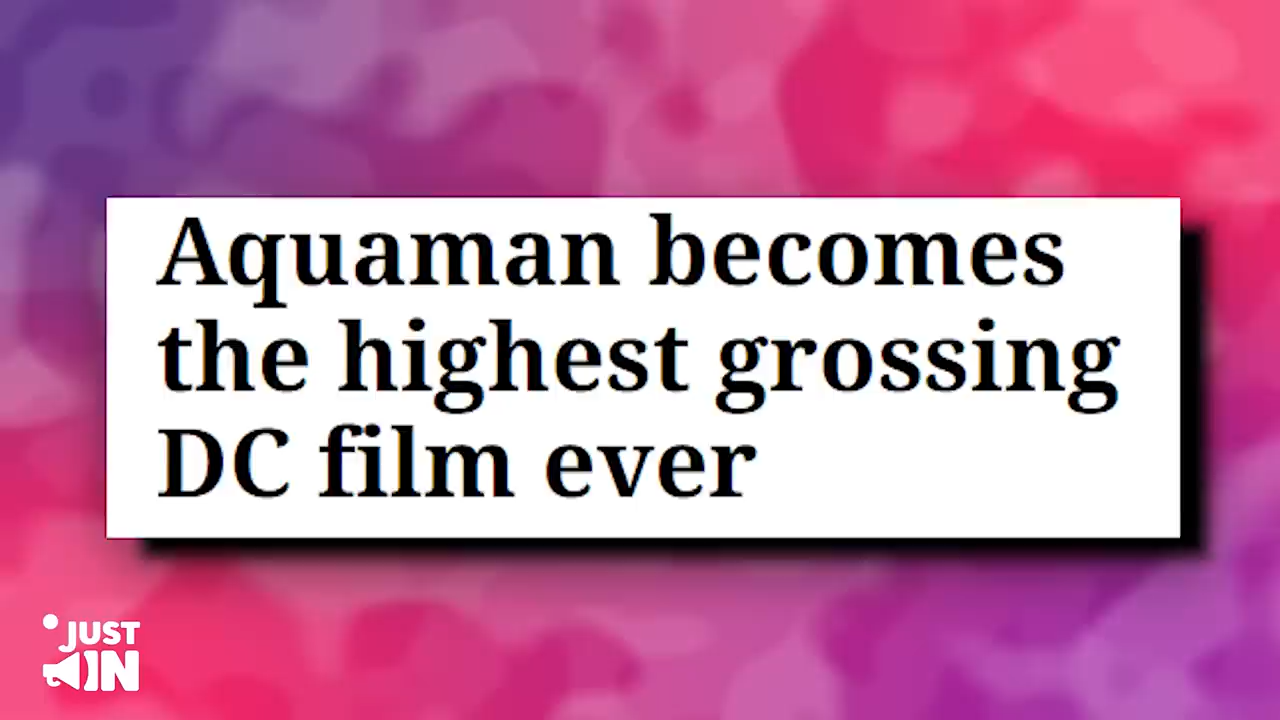 Aquaman becomes
the highest grossing
DC film ever
JUST
IN